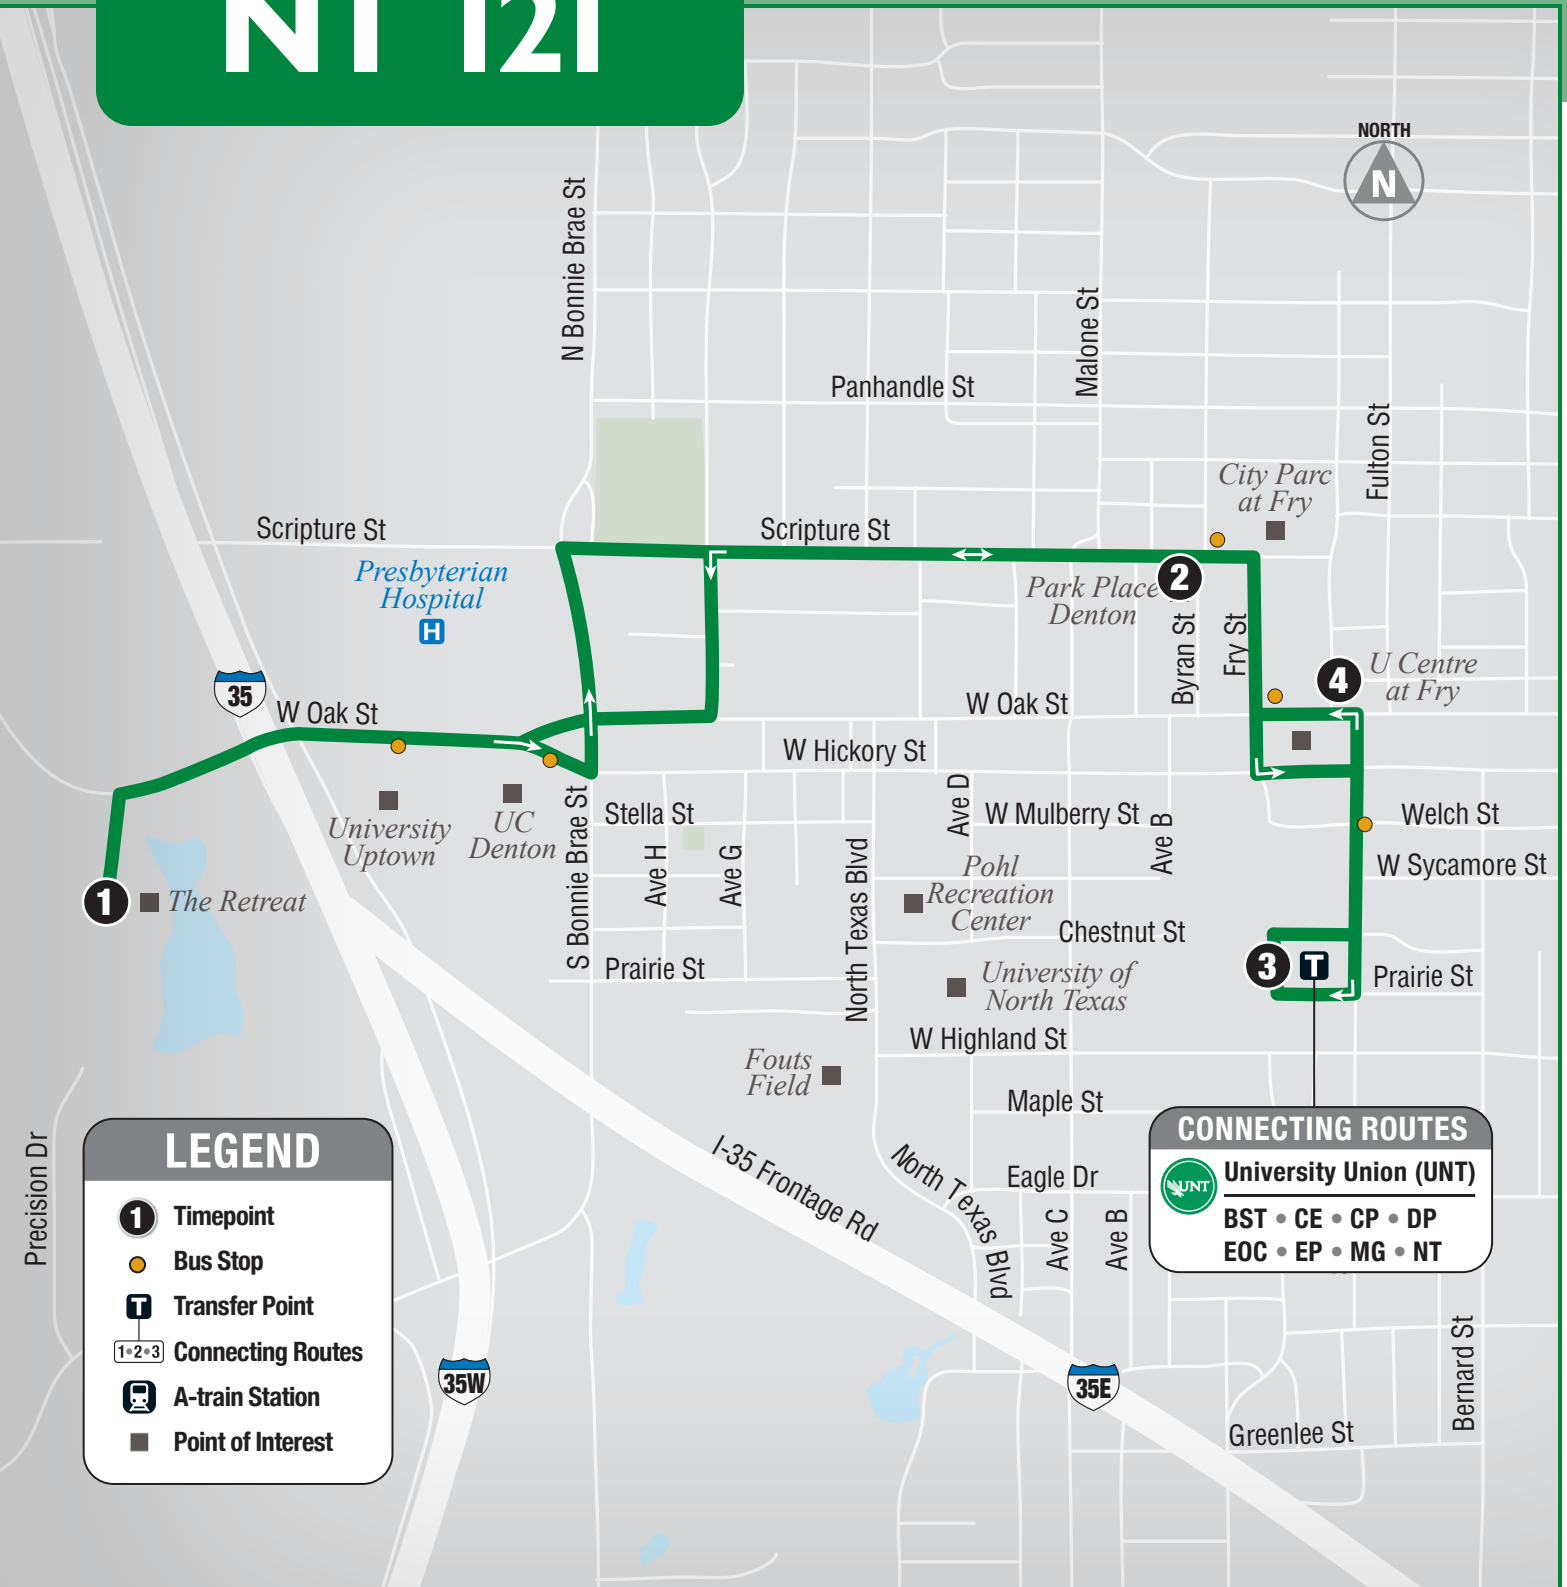 NT 121
NORTH
N
N Bonnie Brae St
Malone St
Panhandle St
Fulton St
City Parc
at Fry
Scripture St
Scripture St
Presbyterian
Hospital
H
Park Place
Denton
2
Byran St
Fry St
4
U Centre
at Fry
35
W Oak St
W Oak St
W Hickory St
University
Uptown
UC
Denton
S Bonnie Brae St
Stella St
Ave H
Ave G
North Texas Blvd
Ave D
W Mulberry St
Ave B
Welch St
W Sycamore St
1
The Retreat
Pohl
Recreation
Center
Chestnut St
Prairie St
University of
North Texas
3
T
Prairie St
W Highland St
Fouts
Field
Maple St
Precision Dr
I-35 Frontage Rd
North Texas Blvd
Eagle Dr
Ave C
Ave B
CONNECTING ROUTES
UNT
University Union (UNT)
BST • CE • CP • DP
EOC • EP • MG • NT
LEGEND
1 Timepoint
Bus Stop
T Transfer Point
1•2•3 Connecting Routes
A-train Station
Point of Interest
35W
35E
Bernard St
Greenlee St